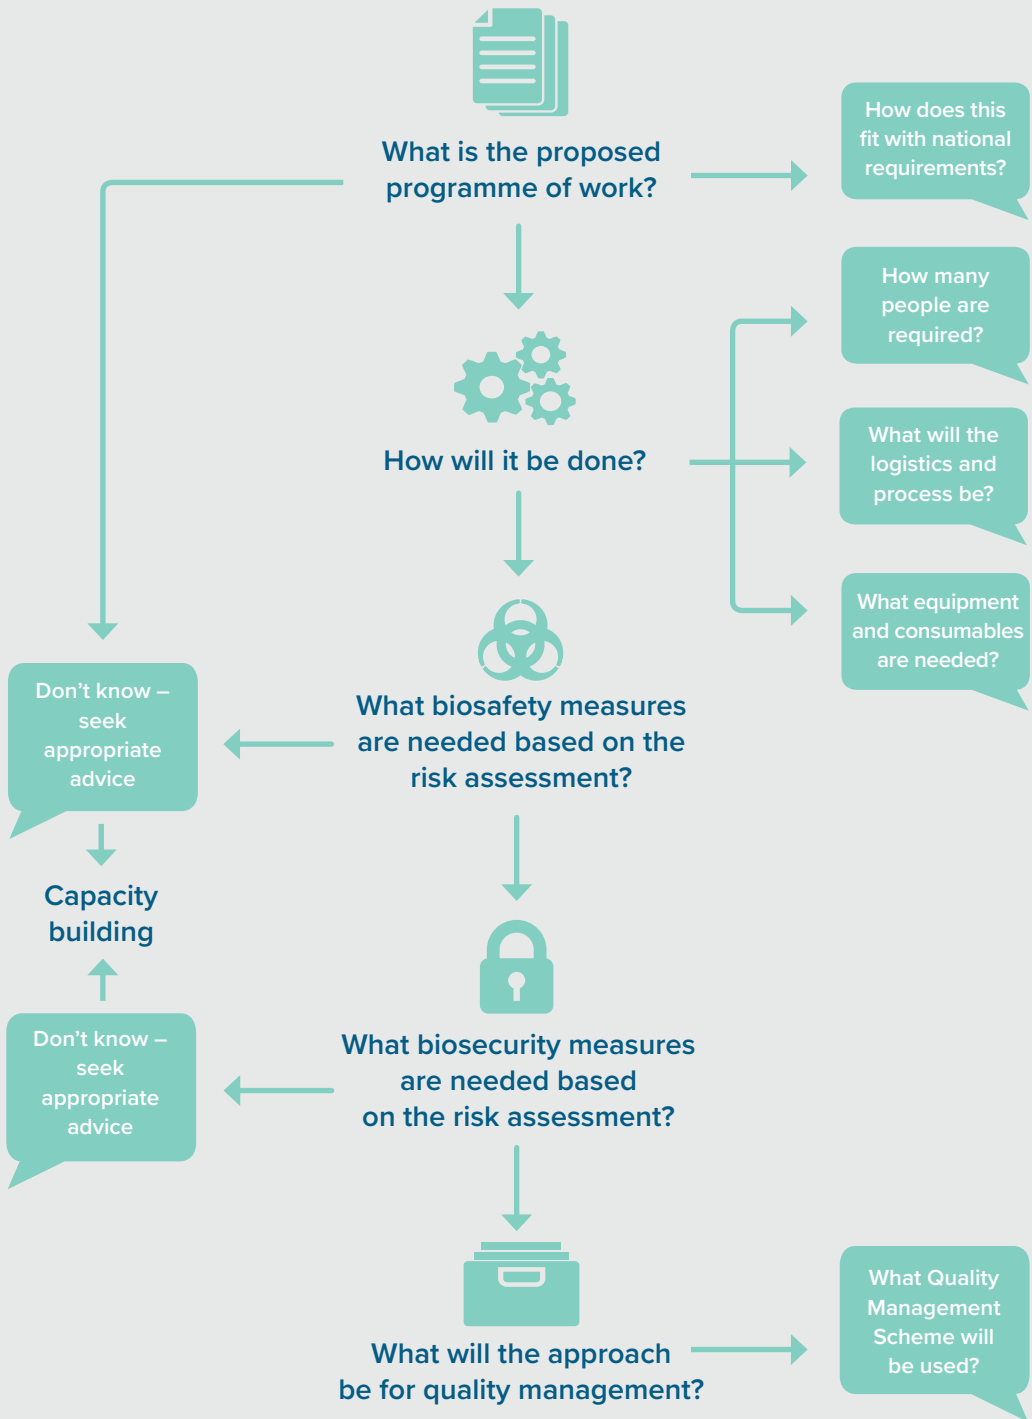 What is the proposed
programme of work?
How does this
fit with national
requirements?
How will it be done?
How many
people are
required?
What will the
logistics and
process be?
What equipment
and consumables
are needed?
What biosafety measures
are needed based on the
risk assessment?
Don’t know –
seek
appropriate
advice
Capacity
building
What biosecurity measures
are needed based
on the risk assessment?
Don’t know –
seek
appropriate
advice
What will the approach
be for quality management?
What Quality
Management
Scheme will
be used?